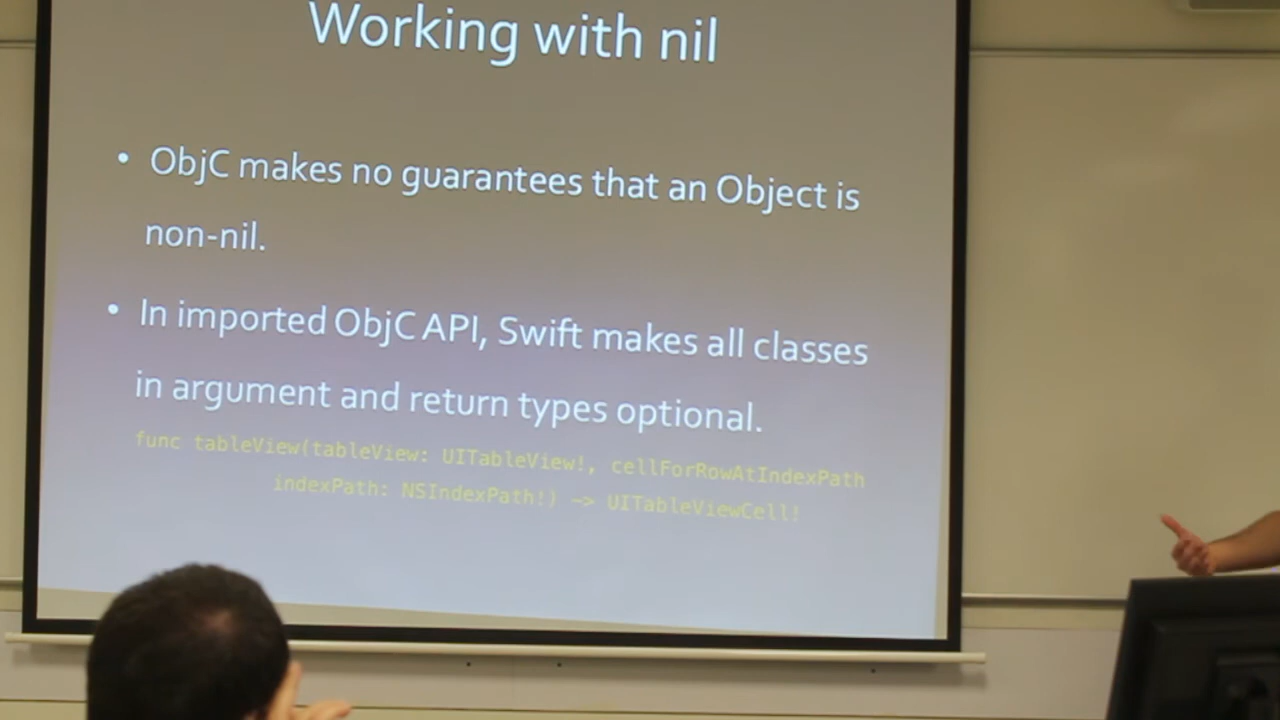 Working with nil
• ObjC makes no guarantees that an Object is
non-nil.
• In imported ObjC API, Swift makes all classes
in argument and return types optional.
func tableView(tableView: UITableView!, cellForRowAtIndexPath
indexPath: NSIndexPath!) -> UITableViewCell!